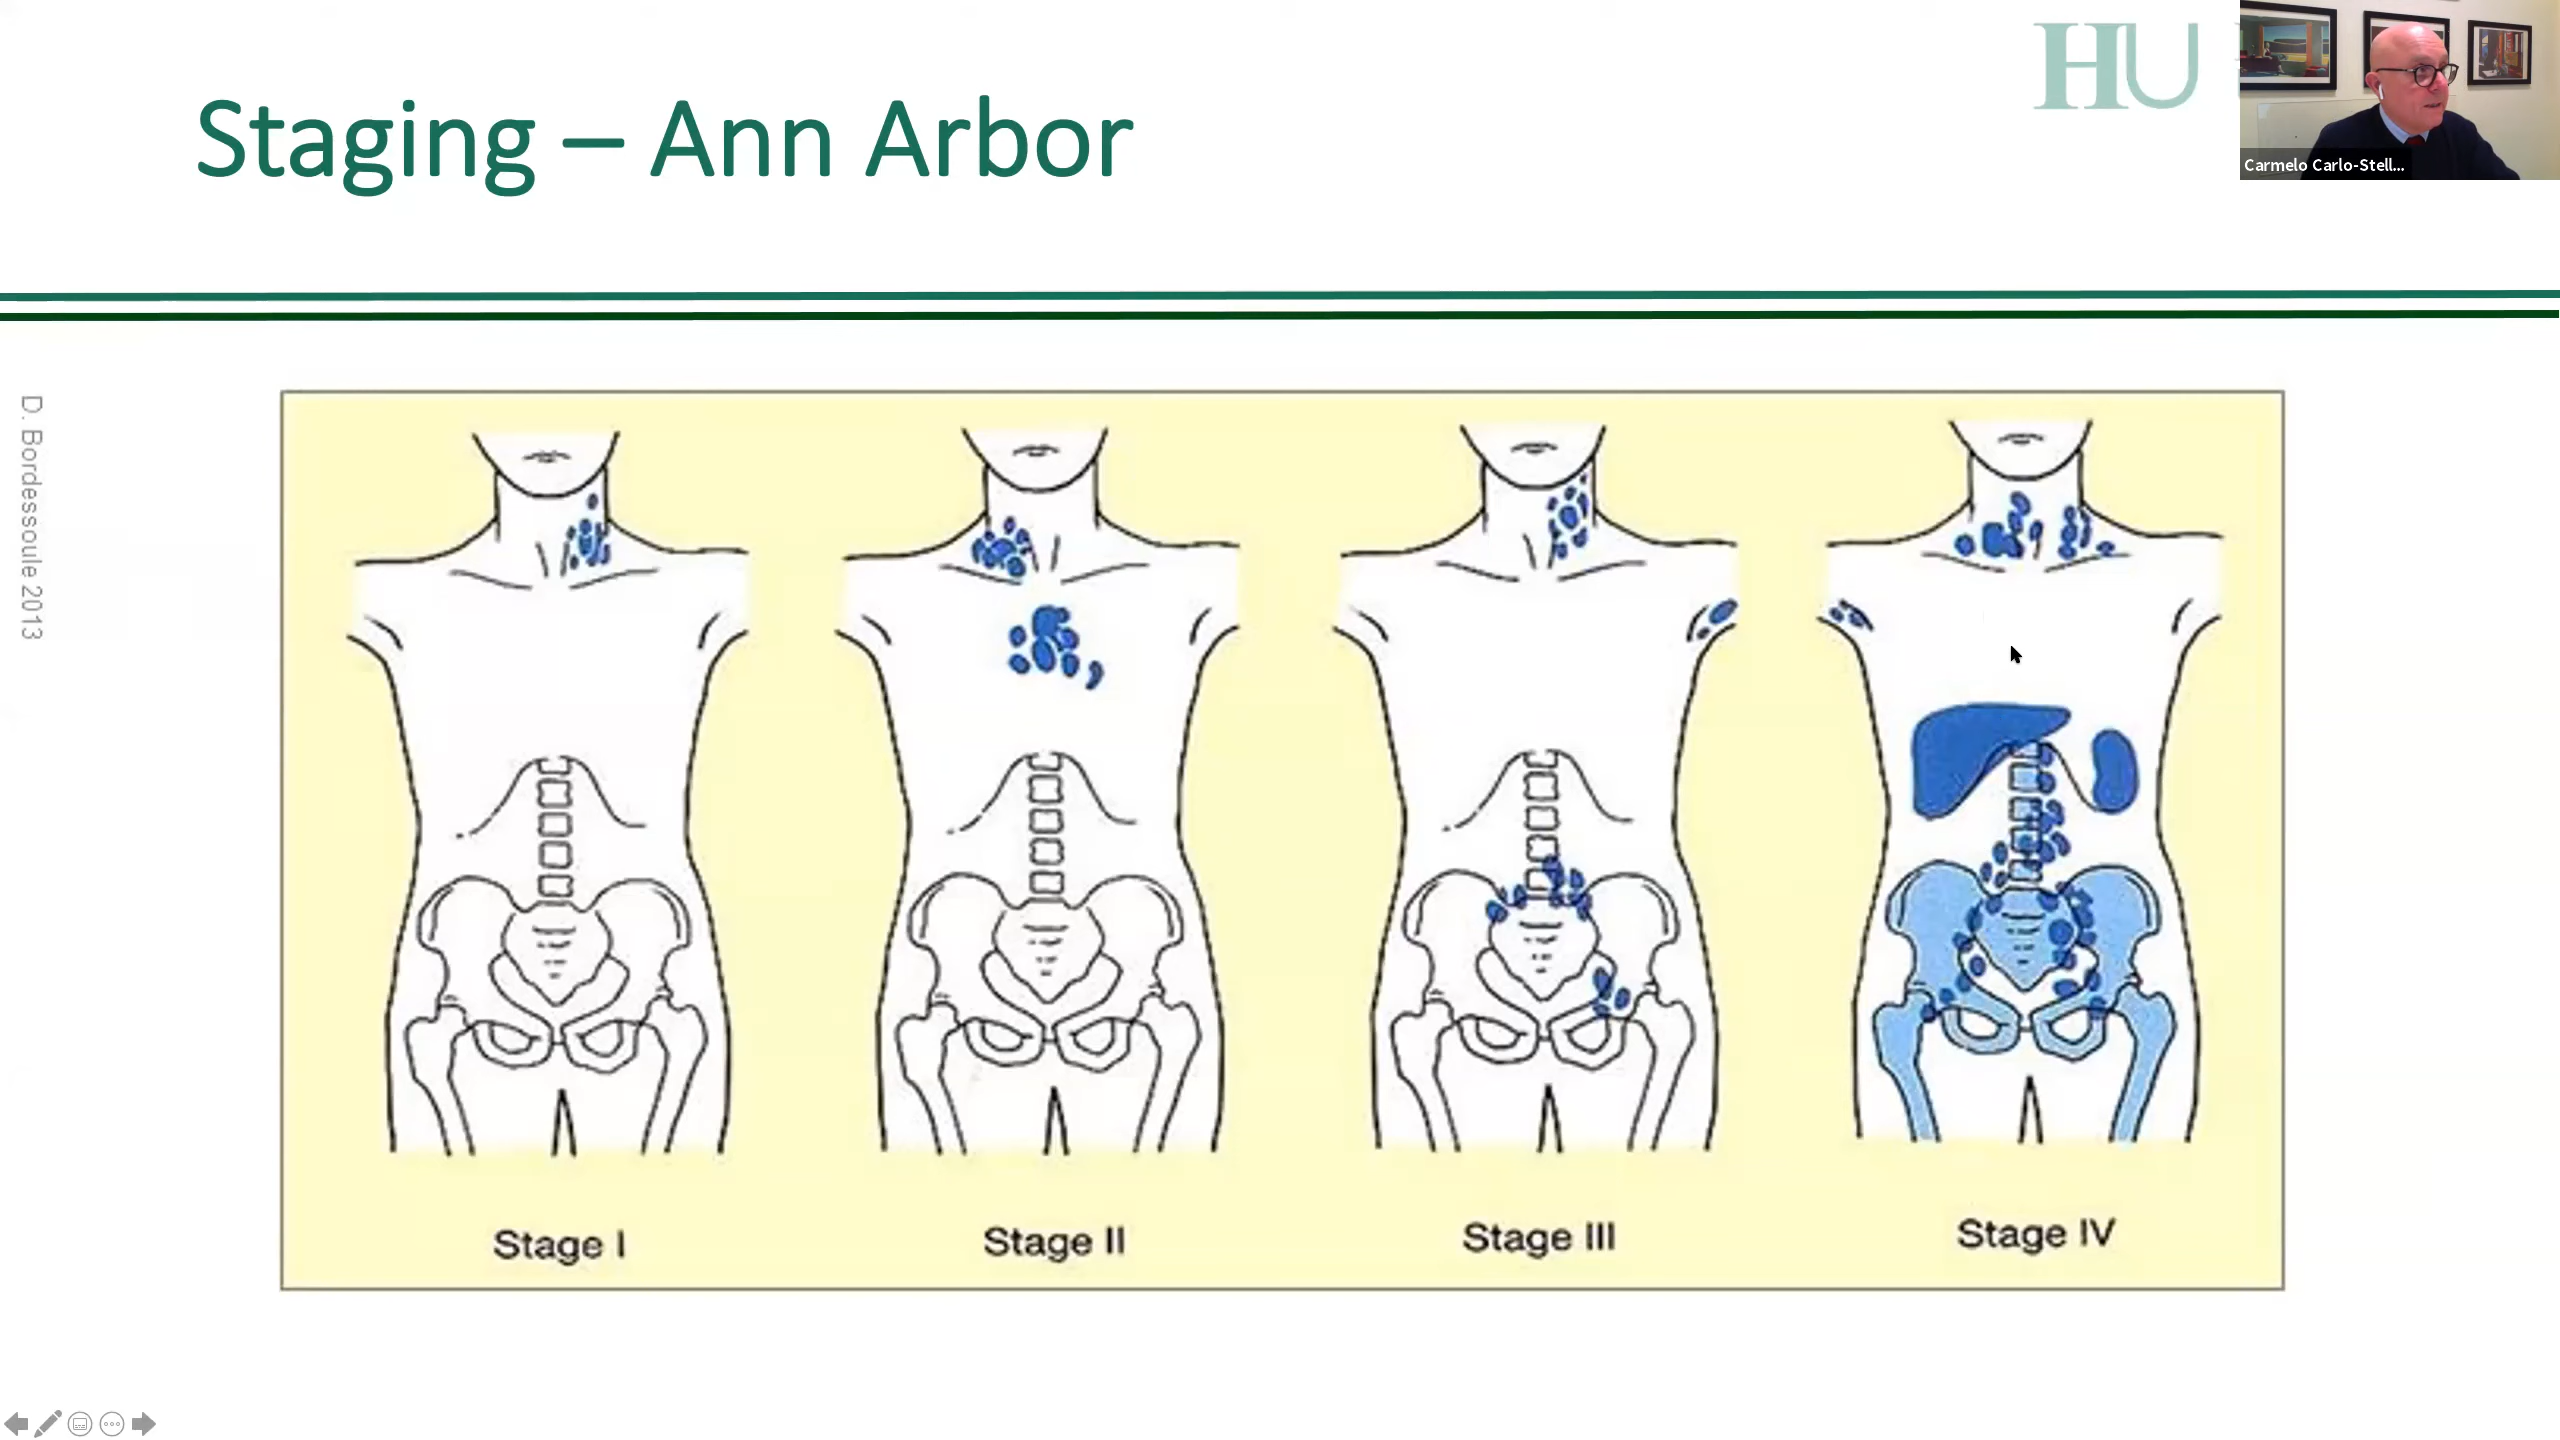 Staging – Ann Arbor
HU
Carmelo Carlo-Stell...
D. Bordessoule 2013
Stage I
Stage II
Stage III
Stage IV